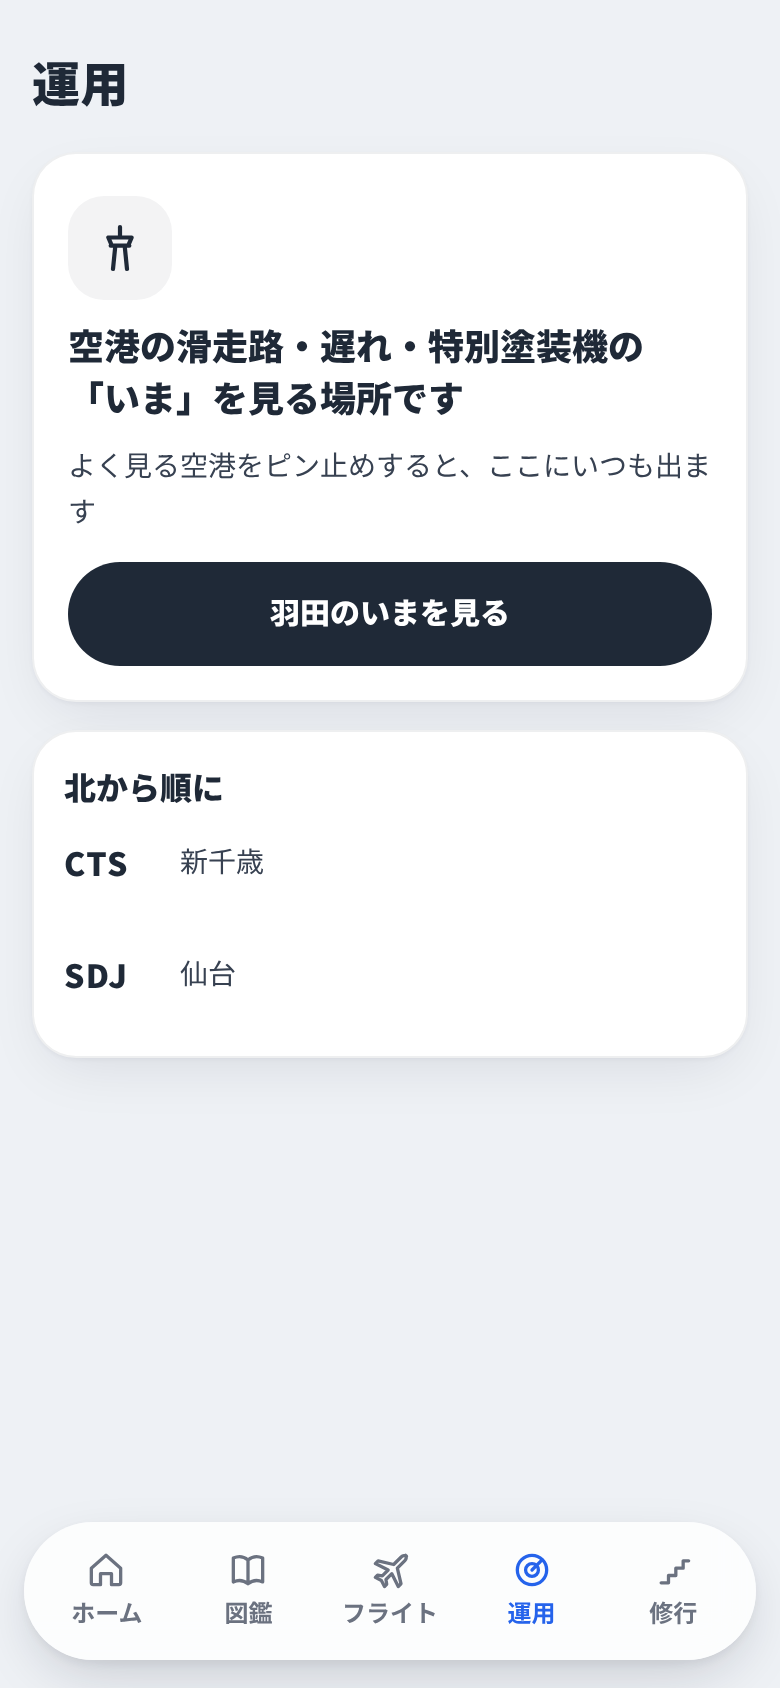 運用
空港の滑走路・遅れ・特別塗装機の
「いま」を見る場所です
よく見る空港をピン止めすると、ここにいつも出ま
す
羽田のいまを見る
北から順に
CTS 新千歳
SDJ 仙台
ホーム 図鑑 フライト 運用 修行